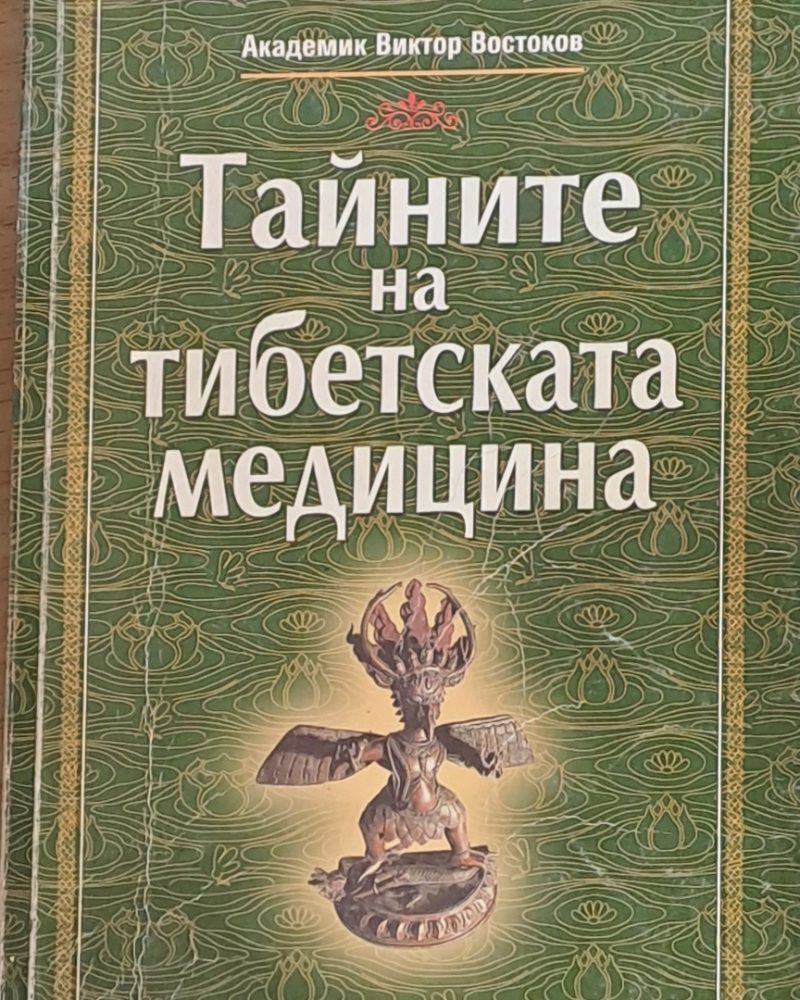 Академик Виктор Востоков
Тайните
на
тибетската
медицина